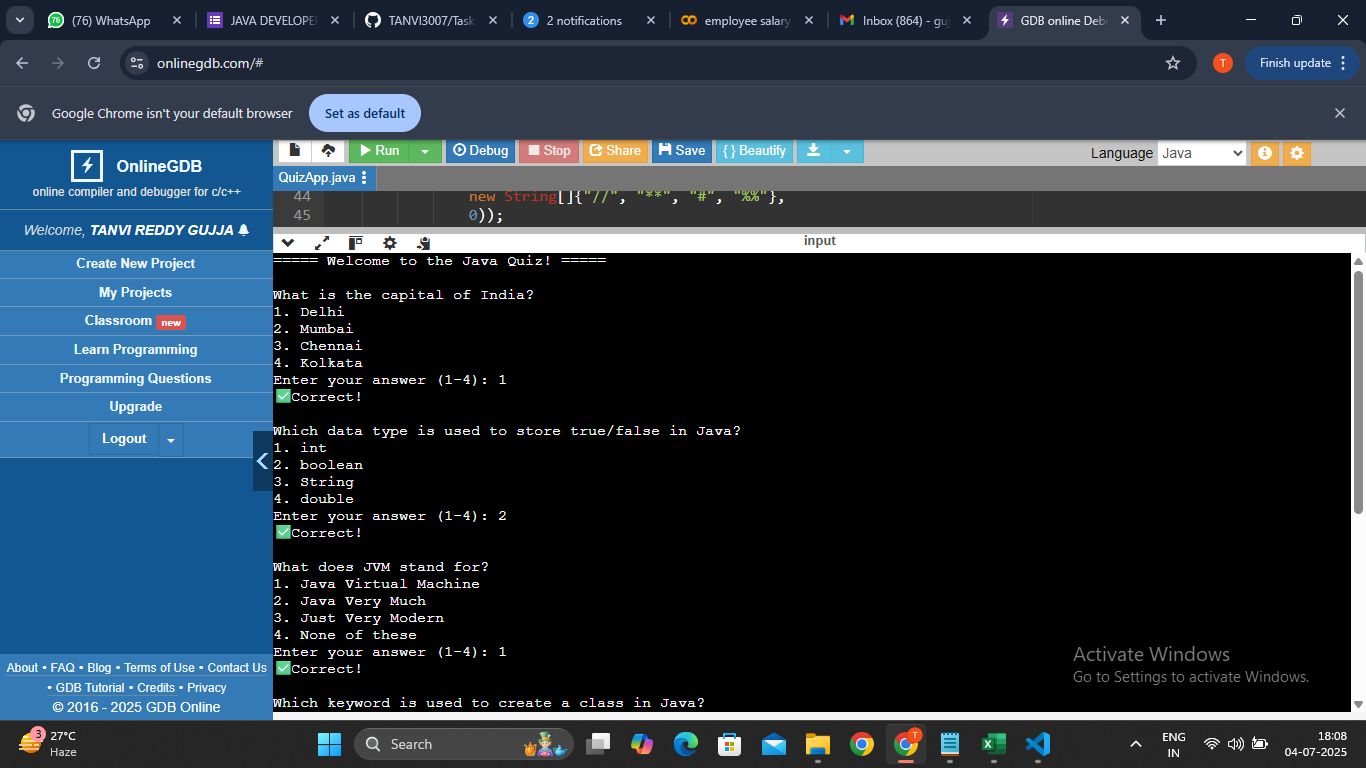 (76) WhatsApp
JAVA DEVELOPE
TANVI3007/Task
2 notifications
employee salary
Inbox (864) - guj
GDB online Deb
onlinegdb.com/#
T
Finish update
Google Chrome isn't your default browser
Set as default
OnlineGDB
online compiler and debugger for c/c++
Welcome, TANVI REDDY GUJJA
Create New Project
My Projects
Classroom new
Learn Programming
Programming Questions
Upgrade
Logout
About • FAQ • Blog • Terms of Use • Contact Us
• GDB Tutorial • Credits • Privacy
© 2016 - 2025 GDB Online
Run
Debug
Stop
Share
Save
{ } Beautify
Language Java
QuizApp.java
44 new String[]{"//", "**", "#", "%%"},
45 0));
input
===== Welcome to the Java Quiz! =====
What is the capital of India?
1. Delhi
2. Mumbai
3. Chennai
4. Kolkata
Enter your answer (1-4): 1
✅Correct!
Which data type is used to store true/false in Java?
1. int
2. boolean
3. String
4. double
Enter your answer (1-4): 2
✅Correct!
What does JVM stand for?
1. Java Virtual Machine
2. Java Very Much
3. Just Very Modern
4. None of these
Enter your answer (1-4): 1
✅Correct!
Which keyword is used to create a class in Java?
Activate Windows
Go to Settings to activate Windows.
3
27°C
Haze
Search
T
ENG
IN
18:08
04-07-2025